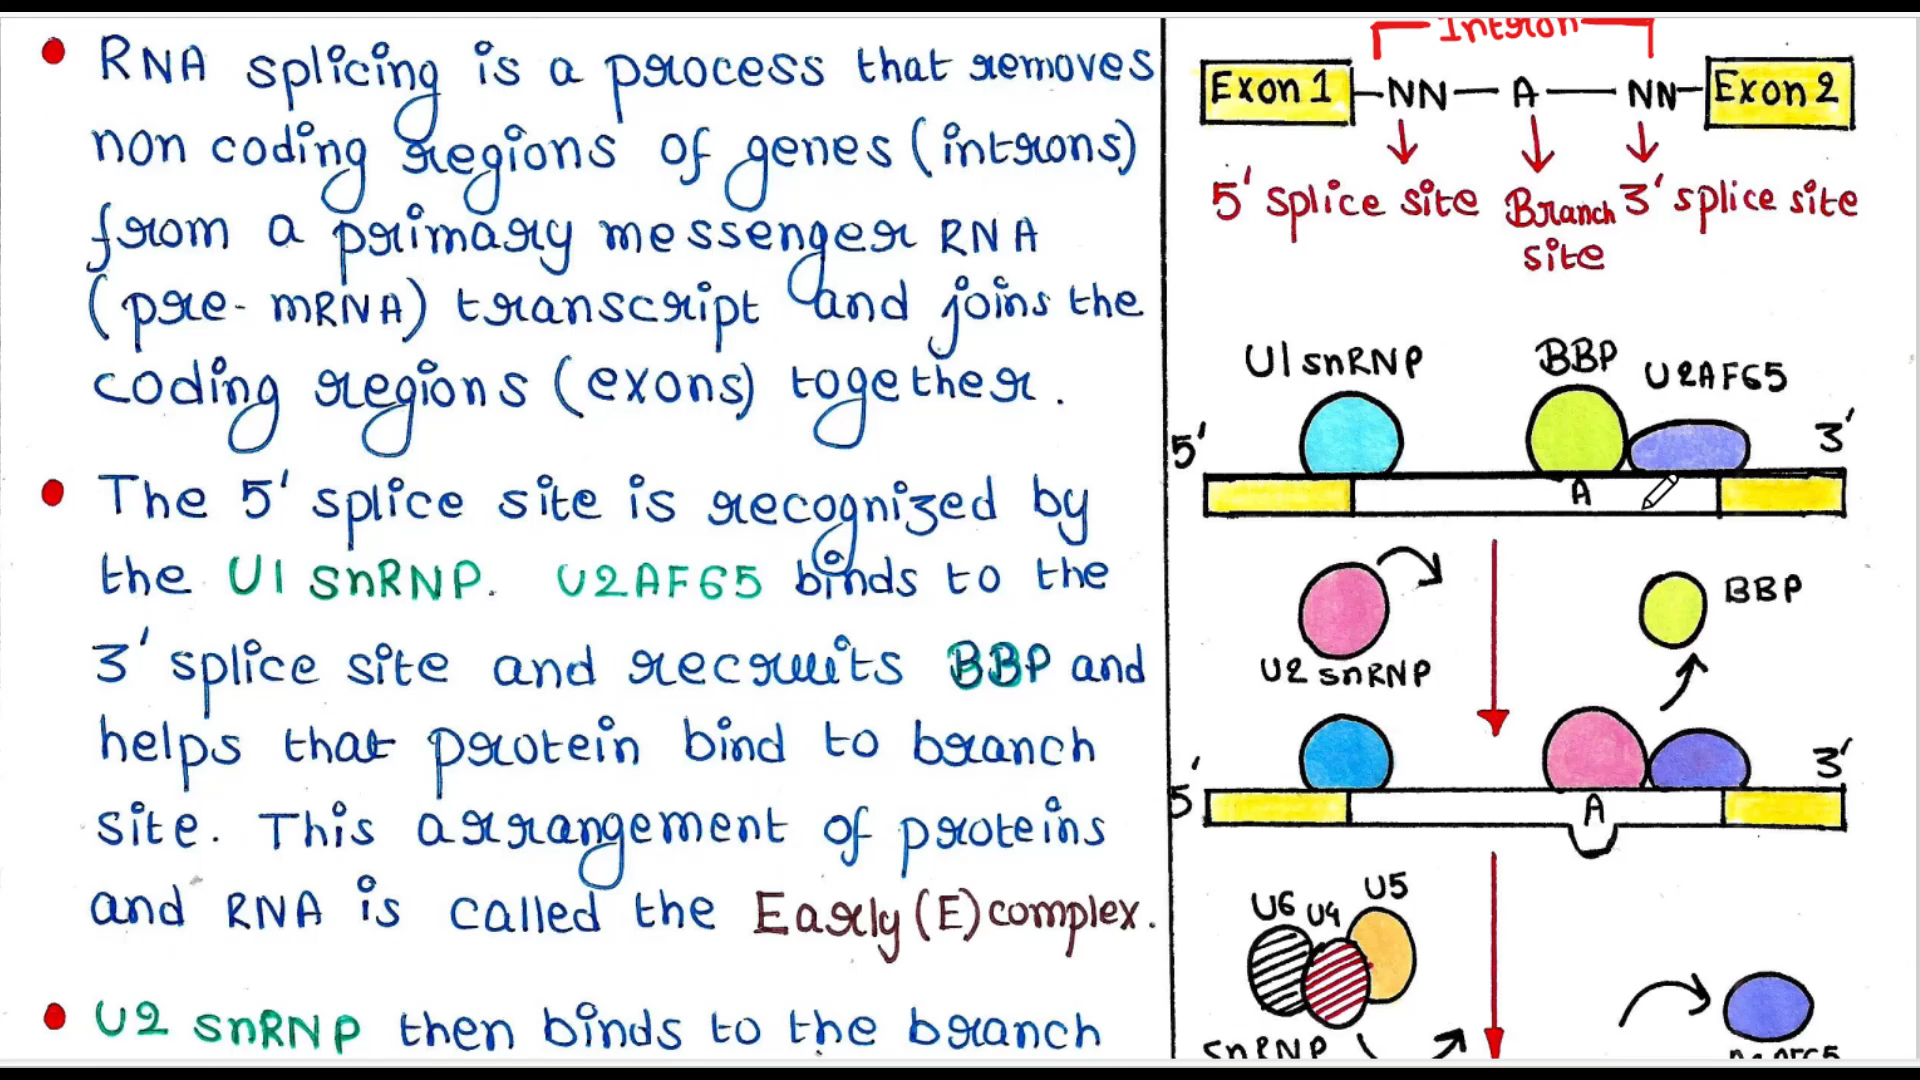 RNA splicing is a process that removes
non coding regions of genes (introns)
from a primary messenger RNA
(pre-mRNA) transcript and joins the
coding regions (exons) together.
The 5' splice site is recognized by
the U1 snRNP. U2AF65 binds to the
3' splice site and recruits BBP and
helps that protein bind to branch
site. This arrangement of proteins
and RNA is called the Early (E) complex.
U2 snRNP then binds to the branch
Intron
Exon 1 NN A NN Exon 2
5' splice site Branch site 3' splice site
U1 snRNP BBP U2AF65
5' 3'
A
U2 snRNP BBP
5' 3'
A
U6 U4 U5
snRNP